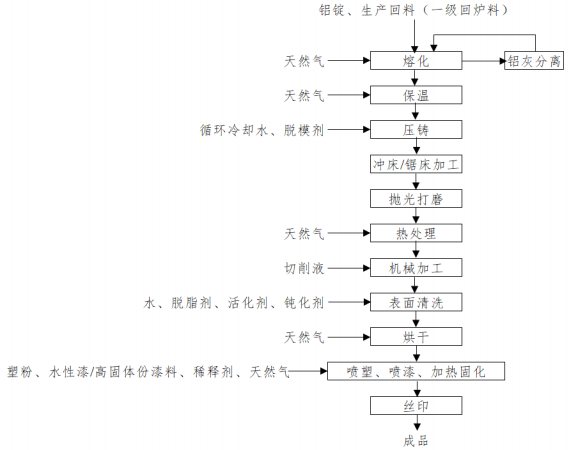 铝锭、生产回料（一级回炉料）
天然气
熔化
铝灰分离
天然气
保温
循环冷却水、脱模剂
压铸
冲床/锯床加工
抛光打磨
天然气
热处理
切削液
机械加工
水、脱脂剂、活化剂、钝化剂
表面清洗
天然气
烘干
塑粉、水性漆/高固体份漆料、稀释剂、天然气
喷塑、喷漆、加热固化
丝印
成品